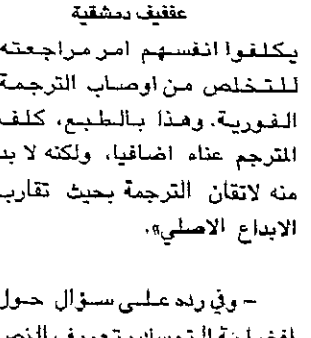 عفيف دمشقية
يكلفوا انفسهم امر مراجعته
للتخلص من اوصاب الترجمة
الفورية. وهذا بالطبع، كلف
المترجم عناء اضافيا، ولكنه لا بد
منه لاتقان الترجمة بحيث تقارب
الابداع الاصلي».
– وفي رده على سؤال حول